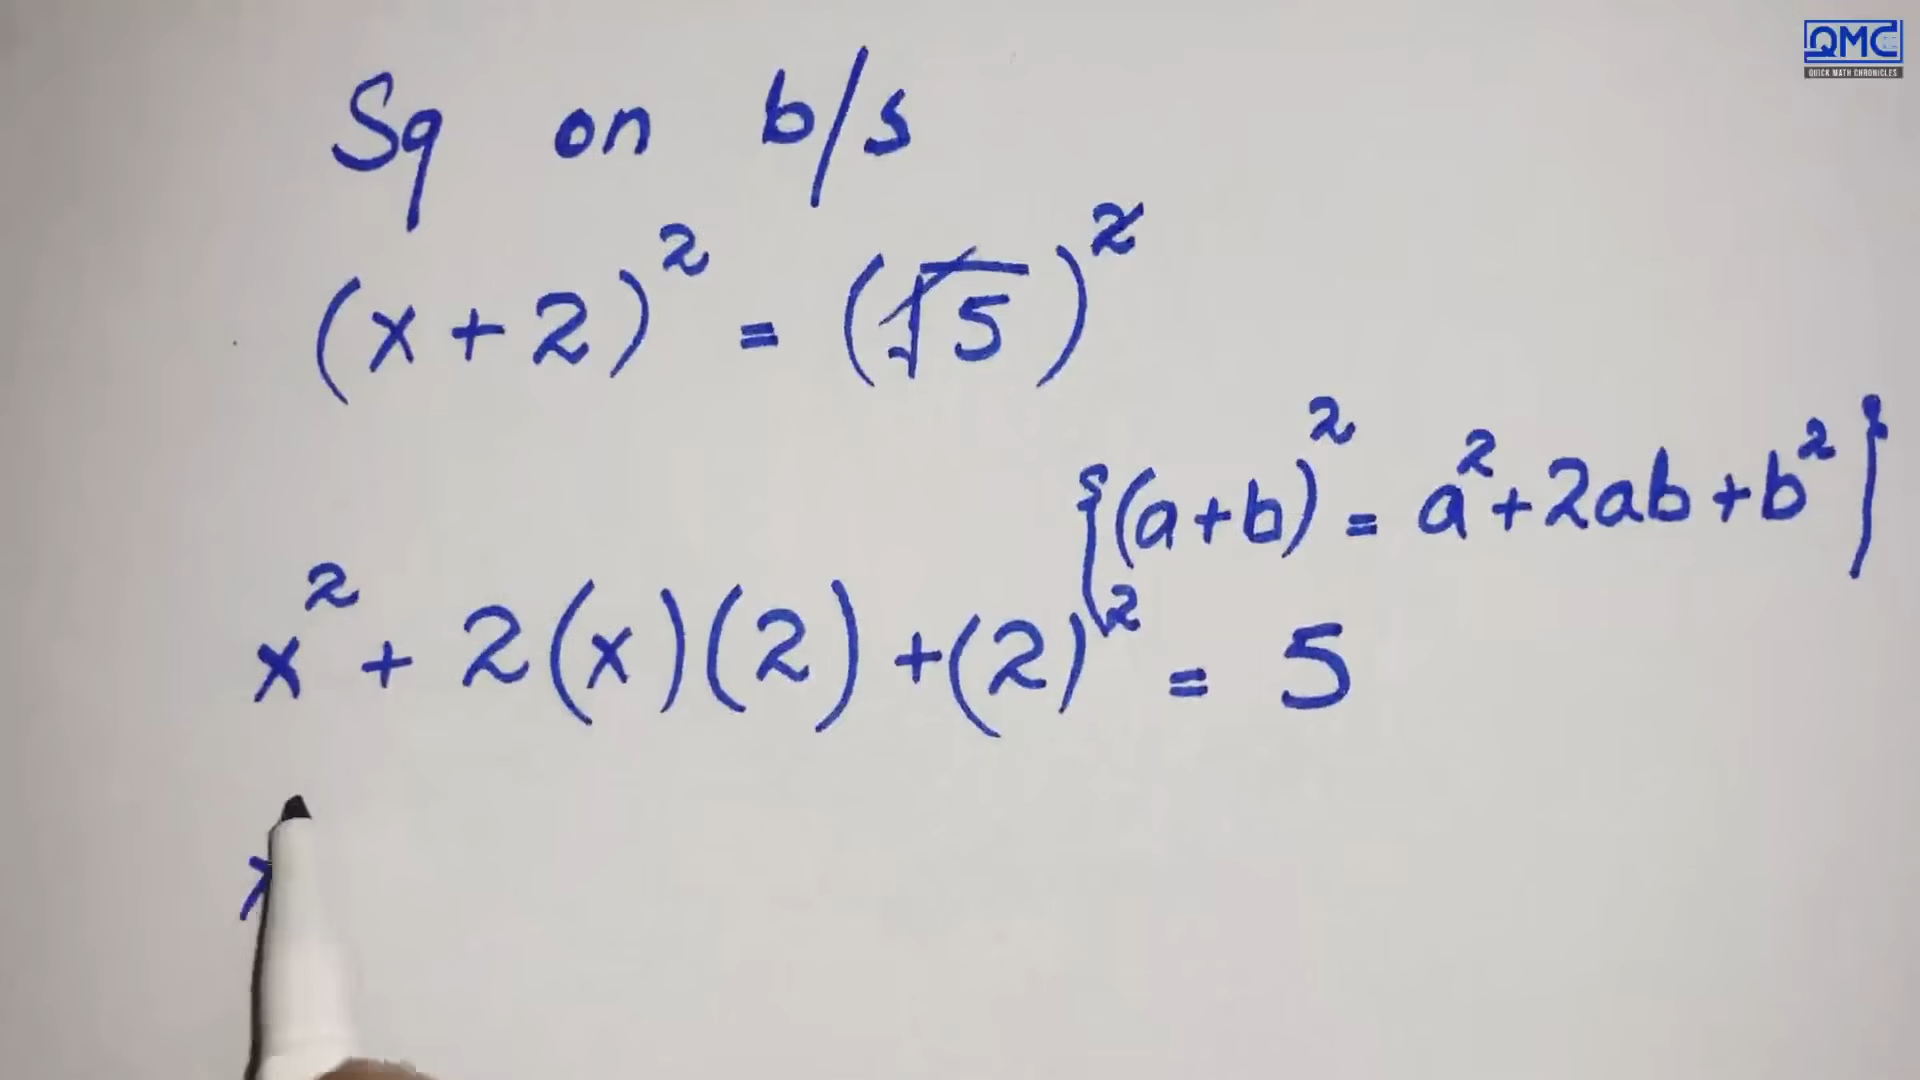 QMC
QUICK MATH CHRONICLES
Sq on b/s
(x+2)² = (√5)²
{(a+b)² = a²+2ab+b²}
x² + 2(x)(2) + (2)² = 5
x